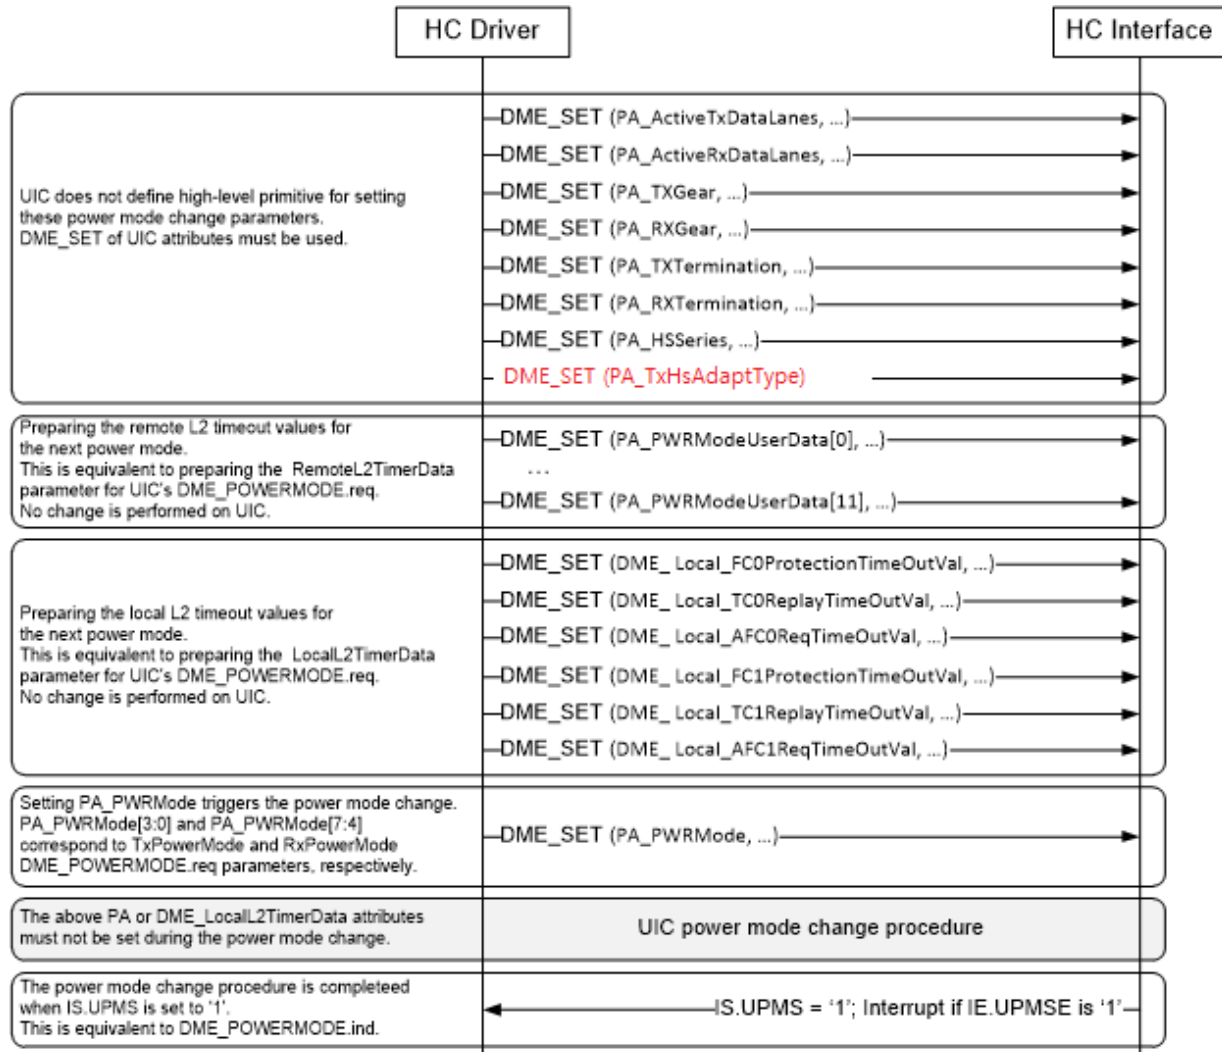 HC Driver
HC Interface
UIC does not define high-level primitive for setting
these power mode change parameters.
DME_SET of UIC attributes must be used.
DME_SET (PA_ActiveTxDataLanes, ...)
DME_SET (PA_ActiveRxDataLanes, ...)
DME_SET (PA_TXGear, ...)
DME_SET (PA_RXGear, ...)
DME_SET (PA_TXTermination, ...)
DME_SET (PA_RXTermination, ...)
DME_SET (PA_HSSeries, ...)
DME_SET (PA_TxHsAdaptType)
Preparing the remote L2 timeout values for
the next power mode.
This is equivalent to preparing the RemoteL2TimerData
parameter for UIC's DME_POWERMODE.req.
No change is performed on UIC.
DME_SET (PA_PWRModeUserData[0], ...)
...
DME_SET (PA_PWRModeUserData[11], ...)
Preparing the local L2 timeout values for
the next power mode.
This is equivalent to preparing the LocalL2TimerData
parameter for UIC's DME_POWERMODE.req.
No change is performed on UIC.
DME_SET (DME_ Local_FC0ProtectionTimeOutVal, ...)
DME_SET (DME_ Local_TC0ReplayTimeOutVal, ...)
DME_SET (DME_ Local_AFC0ReqTimeOutVal, ...)
DME_SET (DME_ Local_FC1ProtectionTimeOutVal, ...)
DME_SET (DME_ Local_TC1ReplayTimeOutVal, ...)
DME_SET (DME_ Local_AFC1ReqTimeOutVal, ...)
Setting PA_PWRMode triggers the power mode change.
PA_PWRMode[3:0] and PA_PWRMode[7:4]
correspond to TxPowerMode and RxPowerMode
DME_POWERMODE.req parameters, respectively.
DME_SET (PA_PWRMode, ...)
The above PA or DME_LocalL2TimerData attributes
must not be set during the power mode change.
UIC power mode change procedure
The power mode change procedure is completeed
when IS.UPMS is set to '1'.
This is equivalent to DME_POWERMODE.ind.
IS.UPMS = '1'; Interrupt if IE.UPMSE is '1'